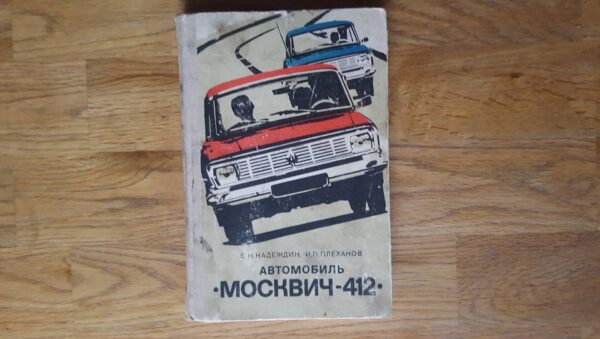 Е. Н. НАДЕЖДИН, И. П. ПЛЕХАНОВ
АВТОМОБИЛЬ
•МОСКВИЧ-412•